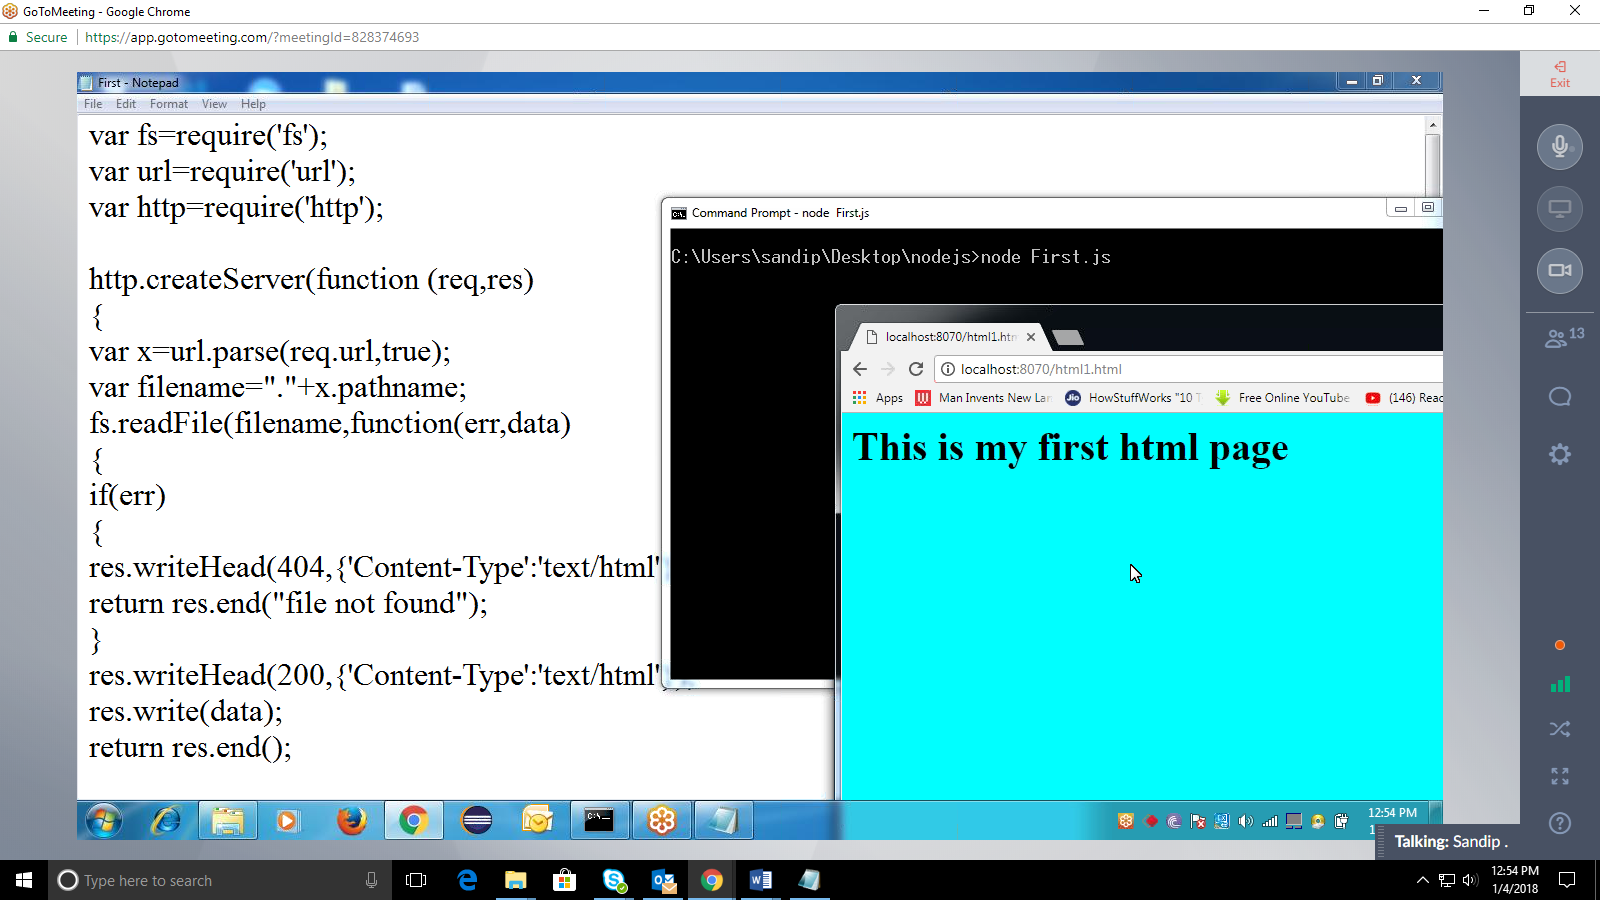 GoToMeeting - Google Chrome
Secure https://app.gotomeeting.com/?meetingId=828374693
Exit
First - Notepad
File Edit Format View Help
var fs=require('fs');
var url=require('url');
var http=require('http');
http.createServer(function (req,res)
{
var x=url.parse(req.url,true);
var filename="."+x.pathname;
fs.readFile(filename,function(err,data)
{
if(err)
{
res.writeHead(404,{'Content-Type':'text/html'
return res.end("file not found");
}
res.writeHead(200,{'Content-Type':'text/html'
res.write(data);
return res.end();
Command Prompt - node First.js
C:\Users\sandip\Desktop\nodejs>node First.js
localhost:8070/html1.htm
localhost:8070/html1.html
Apps Man Invents New Lan Jio HowStuffWorks "10 T Free Online YouTube (146) Read
This is my first html page
13
12:54 PM
Talking: Sandip .
Type here to search
12:54 PM
1/4/2018